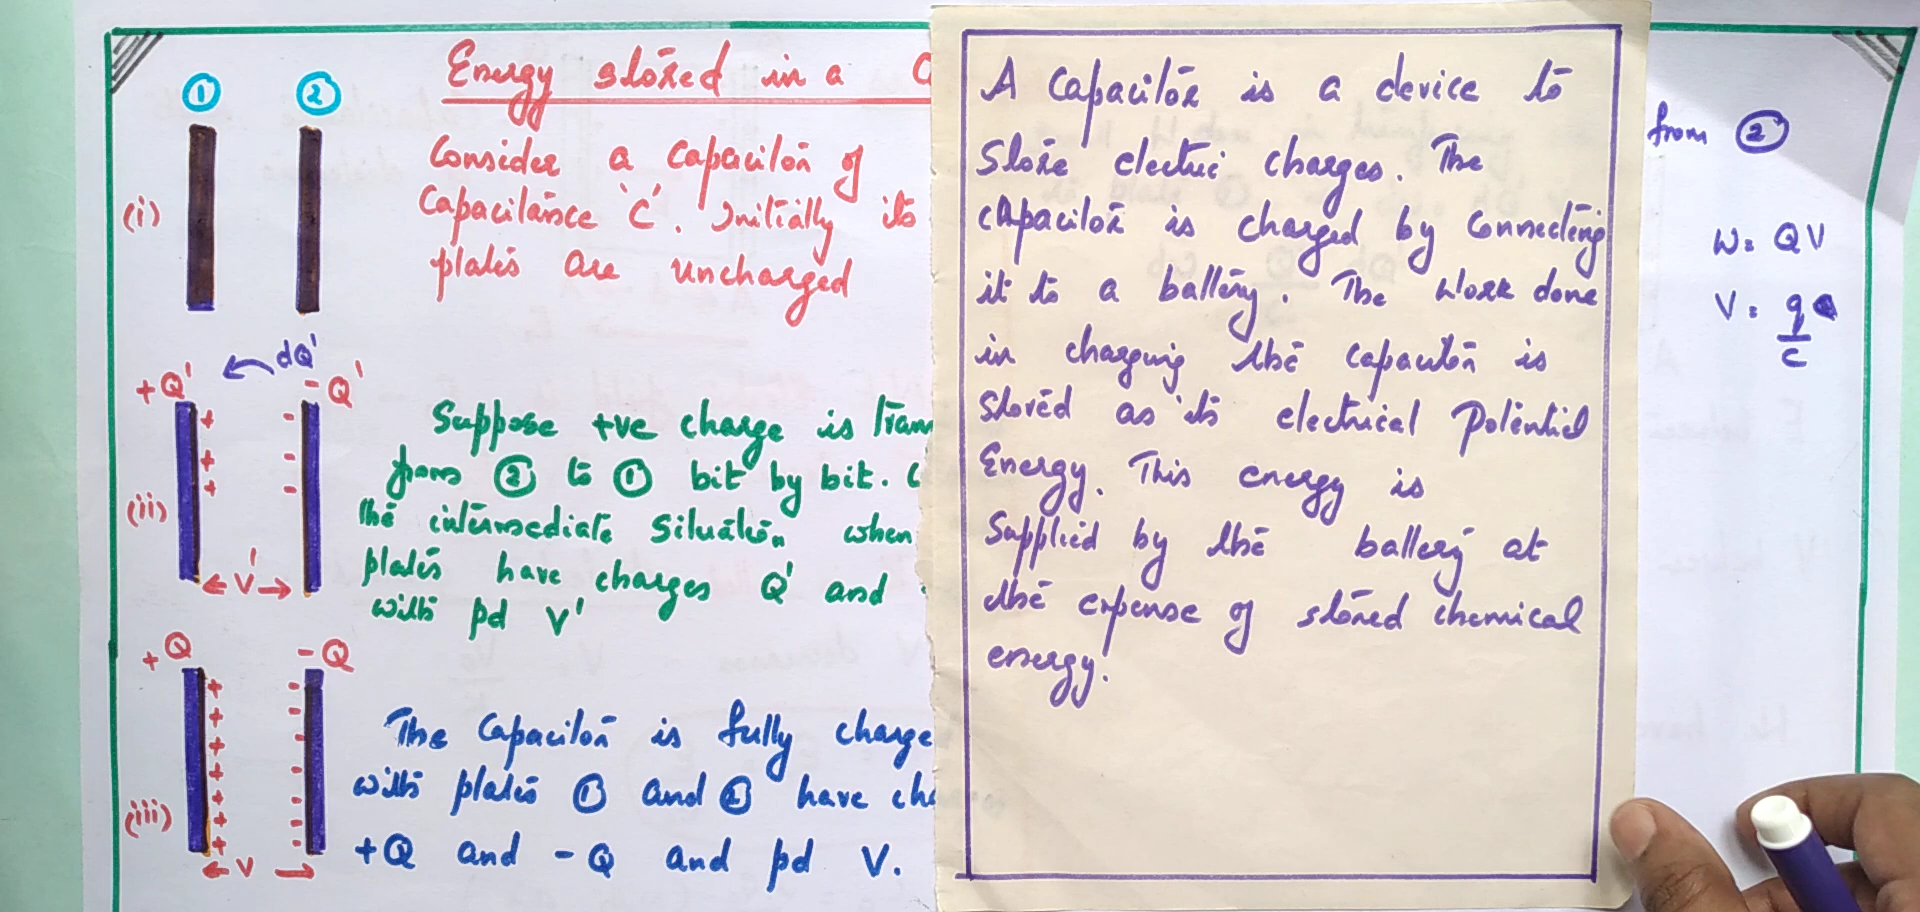 ① ②
Energy stored in a C
Consider a capacitor of
Capacitance 'C'. Initially its
plates are uncharged
(i)
dQ'
+Q' -Q'
Suppose +ve charge is tran
from ② to ① bit by bit. C
the intermediate situation when
plates have charges Q' and
with pd V'
(ii)
V'
+Q -Q
The capacitor is fully charge
with plates ① and ② have cha
+Q and -Q and pd V.
(iii)
V
A capacitor is a device to
store electric charges. The
capacitor is charged by connecting
it to a battery. The work done
in charging the capacitor is
stored as its electrical potential
Energy. This energy is
supplied by the battery at
the expense of stored chemical
energy.
from ②
W = QV
V = q
C